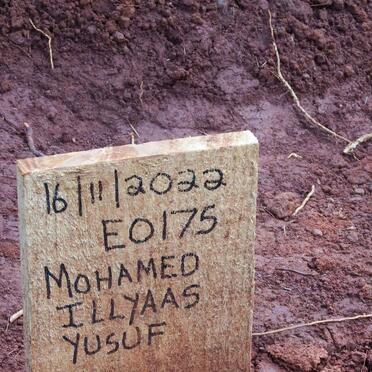 16/11/2022
E0175
MOHAMED
ILLYAAS
YUSUF